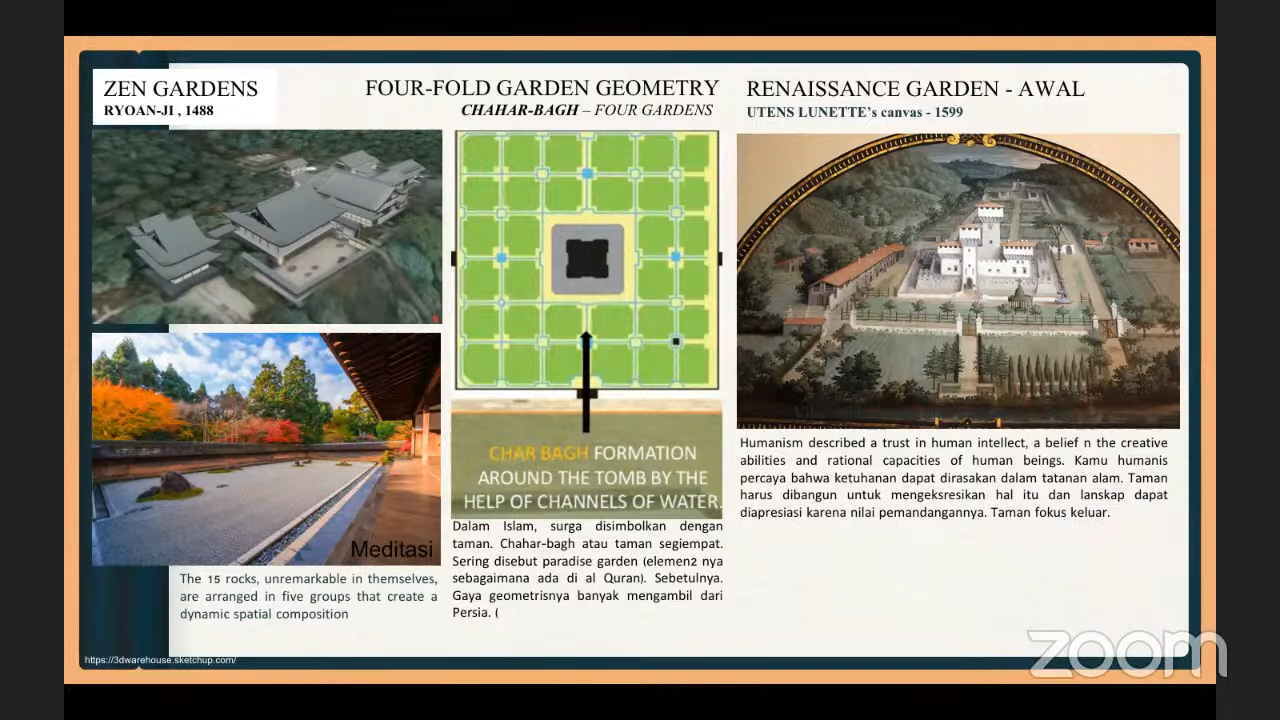 ZEN GARDENS
RYOAN-JI , 1488
Meditasi
The 15 rocks, unremarkable in themselves,
are arranged in five groups that create a
dynamic spatial composition
https://3dwarehouse.sketchup.com/
FOUR-FOLD GARDEN GEOMETRY
CHAHAR-BAGH – FOUR GARDENS
CHAR BAGH FORMATION
AROUND THE TOMB BY THE
HELP OF CHANNELS OF WATER.
Dalam Islam, surga disimbolkan dengan
taman. Chahar-bagh atau taman segiempat.
Sering disebut paradise garden (elemen2 nya
sebagaimana ada di al Quran). Sebetulnya.
Gaya geometrisnya banyak mengambil dari
Persia. (
RENAISSANCE GARDEN - AWAL
UTENS LUNETTE’s canvas - 1599
Humanism described a trust in human intellect, a belief n the creative
abilities and rational capacities of human beings. Kamu humanis
percaya bahwa ketuhanan dapat dirasakan dalam tatanan alam. Taman
harus dibangun untuk mengeksresikan hal itu dan lanskap dapat
diapresiasi karena nilai pemandangannya. Taman fokus keluar.
zoom